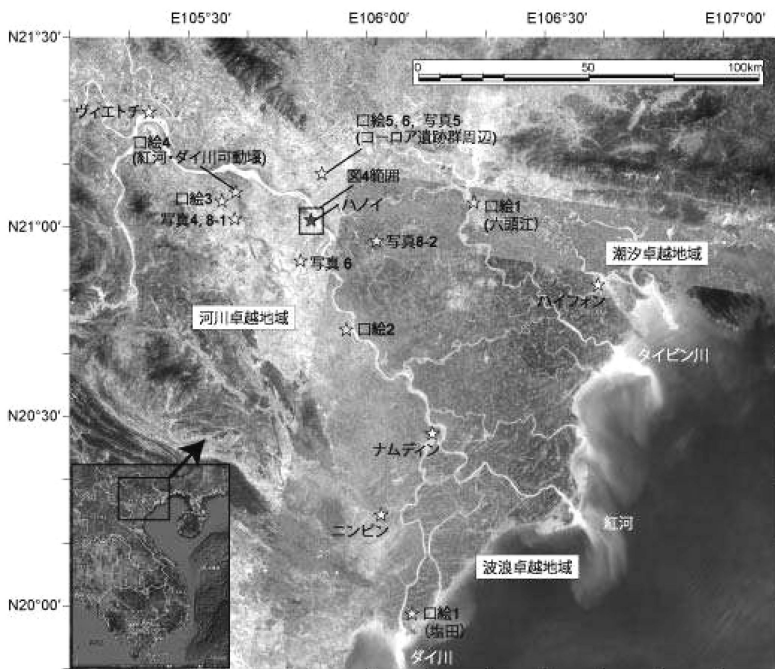 E105°30'
E106°00'
E106°30'
E107°00'
N21°30'
0
50
100km
ヴィエトチ
口絵5, 6, 写真5
(コーロア遺跡群周辺)
口絵4
(紅河・ダイ川可動堰)
図4範囲
口絵3
ハノイ
口絵1
(六頭江)
N21°00'
写真4, 8-1
写真8-2
潮汐卓越地域
写真 6
ハイフォン
河川卓越地域
口絵2
タイビン川
N20°30'
ナムディン
ニンビン
紅河
波浪卓越地域
N20°00'
口絵1
(塩田)
ダイ川